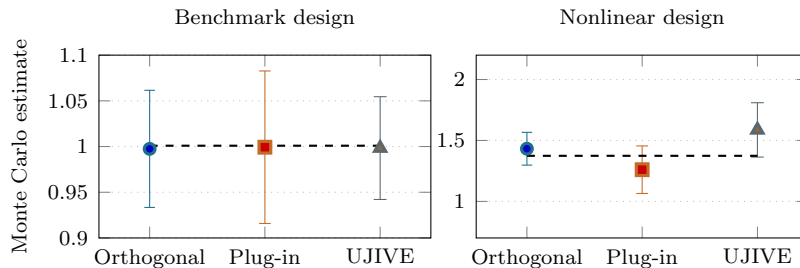 Benchmark design
Nonlinear design
Monte Carlo estimate
1.1
1.05
1
0.95
0.9
Orthogonal Plug-in UJIVE
2
1.5
1
Orthogonal Plug-in UJIVE